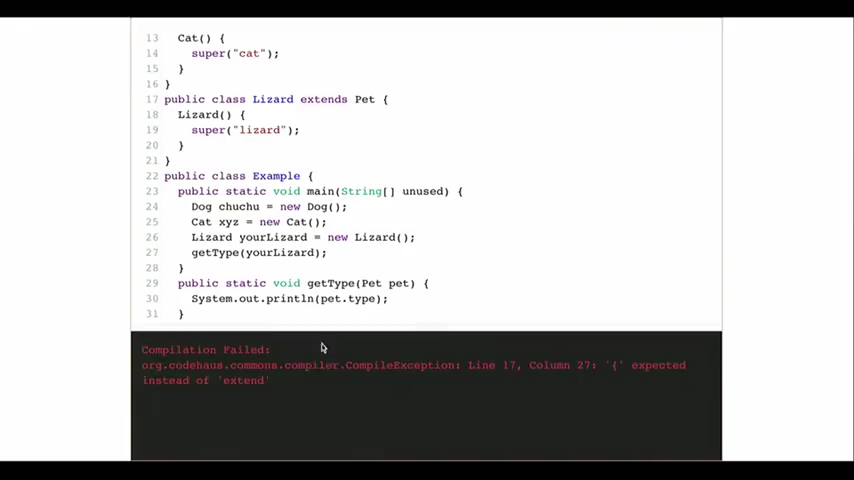 13 Cat() {
14 super("cat");
15 }
16 }
17 public class Lizard extends Pet {
18 Lizard() {
19 super("lizard");
20 }
21 }
22 public class Example {
23 public static void main(String[] unused) {
24 Dog chuchu = new Dog();
25 Cat xyz = new Cat();
26 Lizard yourLizard = new Lizard();
27 getType(yourLizard);
28 }
29 public static void getType(Pet pet) {
30 System.out.println(pet.type);
31 }
Compilation Failed:
org.codehaus.commons.compiler.CompileException: Line 17, Column 27: '{' expected
instead of 'extend'